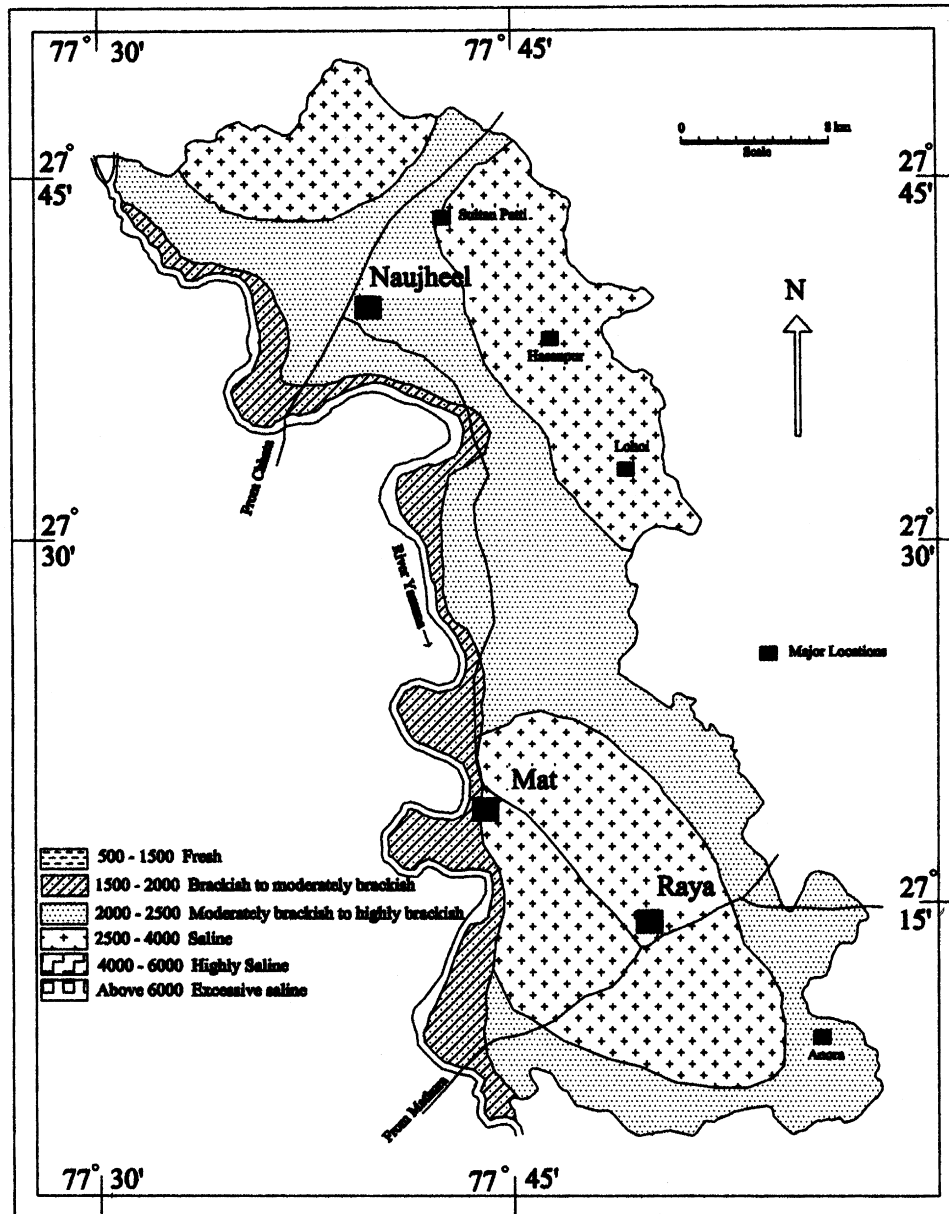 77° 30'
77° 45'
0 8 km
Scale
27° 45'
27° 45'
Sultan Patti
Naujheel
N
Hasanpur
Lohoi
From
27° 30'
27° 30'
River Yamuna →
Major Locations
Mat
Raya
500 - 1500 Fresh
1500 - 2000 Brackish to moderately brackish
2000 - 2500 Moderately brackish to highly brackish
2500 - 4000 Saline
4000 - 6000 Highly Saline
Above 6000 Excessive saline
27° 15'
From Mathura
77° 30'
77° 45'